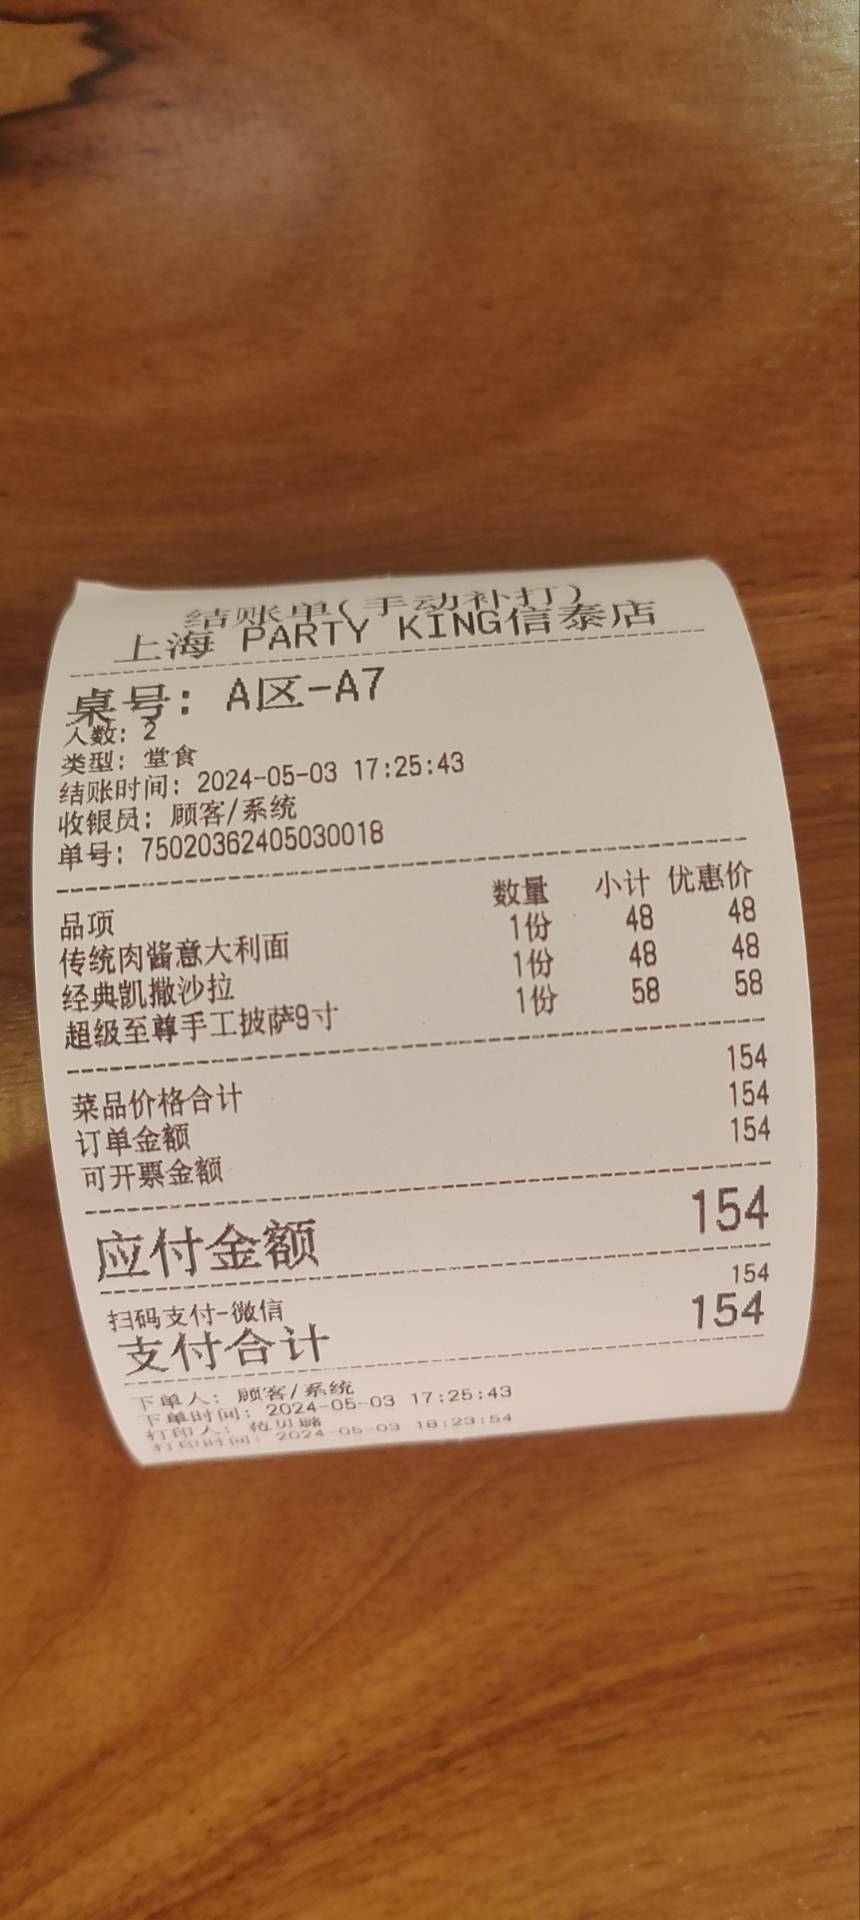 结账单(手动补打)
上海 PARTY KING信泰店
桌号: A区-A7
人数: 2
类型: 堂食
结账时间: 2024-05-03 17:25:43
收银员: 顾客/系统
单号: 75020362405030018
品项 数量 小计 优惠价
传统肉酱意大利面 1份 48 48
经典凯撒沙拉 1份 48 48
超级至尊手工披萨9寸 1份 58 58
菜品价格合计 154
订单金额 154
可开票金额 154
应付金额 154
扫码支付-微信 154
支付合计 154
下单人: 顾客/系统
下单时间: 2024-05-03 17:25:43
打印人: 范贝璐
打印时间: 2024-05-03 18:23:54